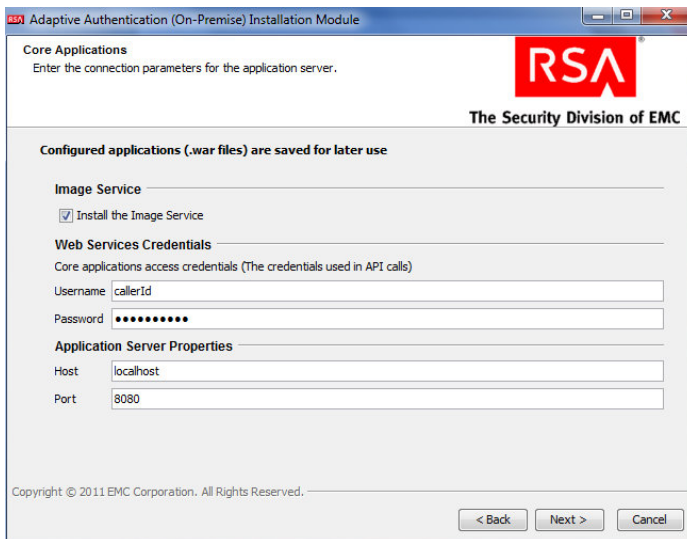 RSA Adaptive Authentication (On-Premise) Installation Module
Core Applications
Enter the connection parameters for the application server.
RSA®
The Security Division of EMC
Configured applications (.war files) are saved for later use
Image Service
Install the Image Service
Web Services Credentials
Core applications access credentials (The credentials used in API calls)
Username callerId
Password ●●●●●●●●●●
Application Server Properties
Host localhost
Port 8080
Copyright © 2011 EMC Corporation. All Rights Reserved.
< Back Next > Cancel